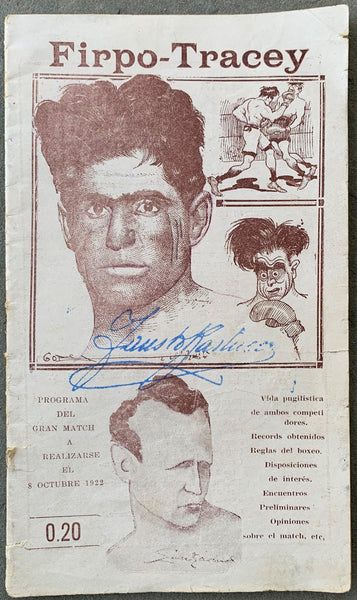 Firpo-Tracey
PROGRAMA
DEL
GRAN MATCH
A
REALIZARSE
EL
8 OCTUBRE 1922
0.20
Vida pugilistica
de ambos competi
dores.
Records obtenidos
Reglas del boxeo.
Disposiciones
de interés.
Encuentros
Preliminares
Opiniones
sobre el match, etc,